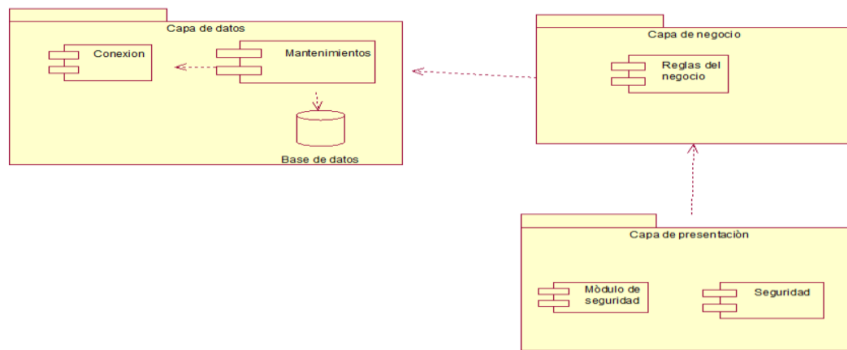 Capa de datos
Conexion
Mantenimientos
Base de datos
Capa de negocio
Reglas del
negocio
Capa de presentaciòn
Mòdulo de
seguridad
Seguridad